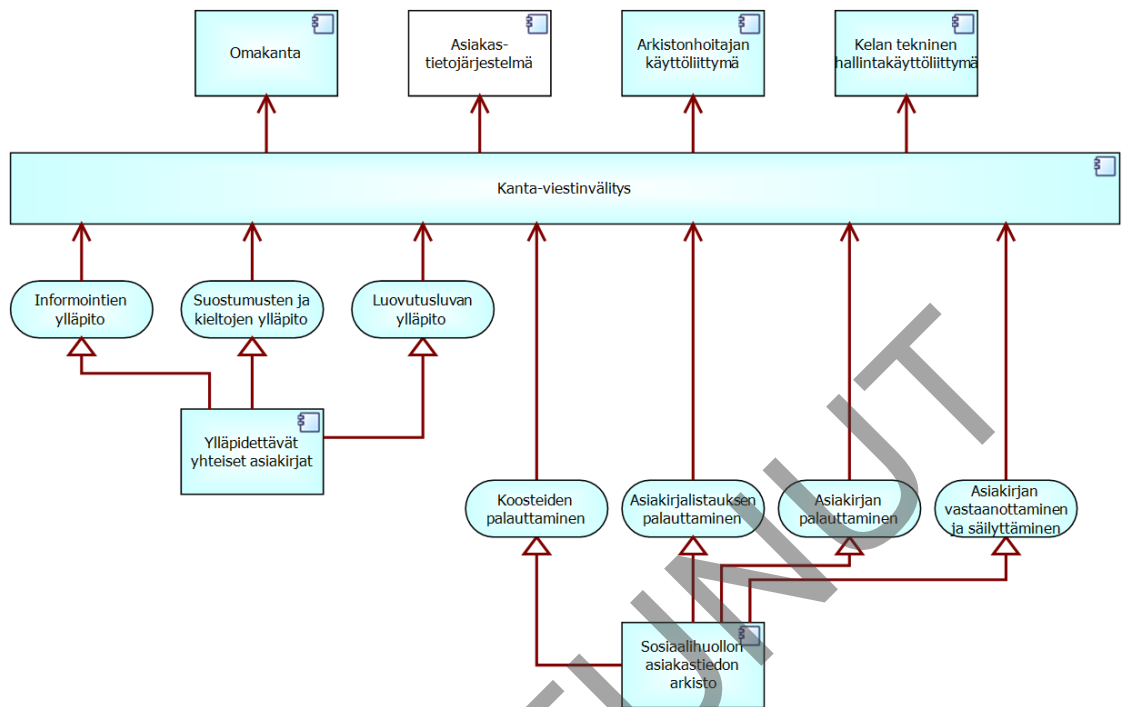 Omakanta
Asiakas-
tietojärjestelmä
Arkistonhoitajan
käyttöliittymä
Kelan tekninen
hallintakäyttöliittymä
Kanta-viestinvälitys
Informointien
ylläpito
Suostumusten ja
kieltojen ylläpito
Luovutusluvan
ylläpito
Ylläpidettävät
yhteiset asiakirjat
Koosteiden
palauttaminen
Asiakirjalistauksen
palauttaminen
Asiakirjan
palauttaminen
Asiakirjan
vastaanottaminen
ja säilyttäminen
Sosiaalihuollon
asiakastiedon
arkisto